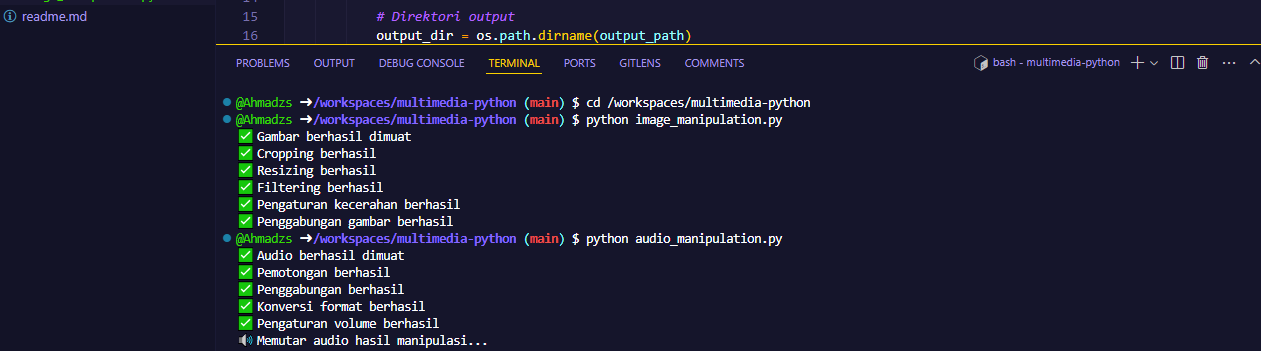 readme.md
15 # Direktori output
16 output_dir = os.path.dirname(output_path)
PROBLEMS OUTPUT DEBUG CONSOLE TERMINAL PORTS GITLENS COMMENTS bash - multimedia-python
@Ahmadzs ➜/workspaces/multimedia-python (main) $ cd /workspaces/multimedia-python
@Ahmadzs ➜/workspaces/multimedia-python (main) $ python image_manipulation.py
✅ Gambar berhasil dimuat
✅ Cropping berhasil
✅ Resizing berhasil
✅ Filtering berhasil
✅ Pengaturan kecerahan berhasil
✅ Penggabungan gambar berhasil
@Ahmadzs ➜/workspaces/multimedia-python (main) $ python audio_manipulation.py
✅ Audio berhasil dimuat
✅ Pemotongan berhasil
✅ Penggabungan berhasil
✅ Konversi format berhasil
✅ Pengaturan volume berhasil
🔊 Memutar audio hasil manipulasi...